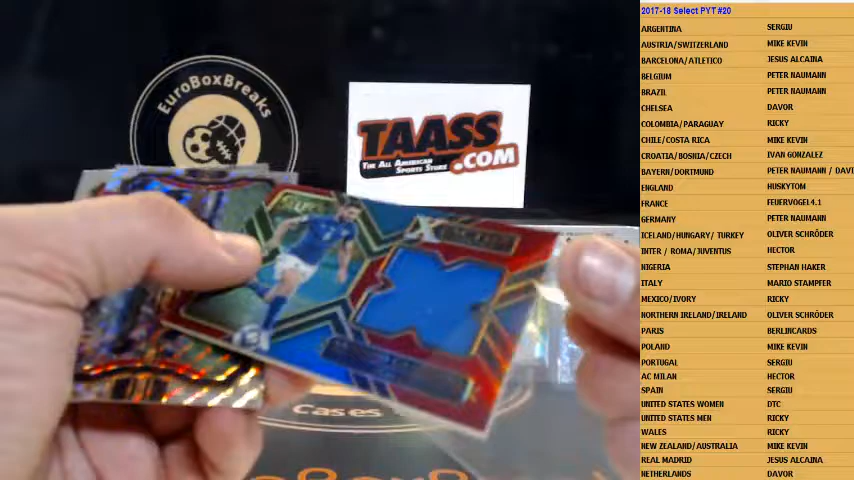 EuroBoxBreaks
TAASS
THE ALL AMERICAN
SPORTS STORE
.COM
SELECT
Cases
2017-18 Select PYT #20
ARGENTINA SERGIU
AUSTRIA/SWITZERLAND MIKE KEVIN
BARCELONA/ATLETICO JESUS ALCAINA
BELGIUM PETER NAUMANN
BRAZIL PETER NAUMANN
CHELSEA DAVOR
COLOMBIA/PARAGUAY RICKY
CHILE/COSTA RICA MIKE KEVIN
CROATIA/BOSNIA/CZECH IVAN GONZALEZ
BAYERN/DORTMUND PETER NAUMANN / DAVI
ENGLAND HUSKYTOM
FRANCE FUERVOGEL4.1
GERMANY PETER NAUMANN
ICELAND/HUNGARY/ TURKEY OLIVER SCHRÖDER
INTER / ROMA/JUVENTUS HECTOR
NIGERIA STEPHAN HAKER
ITALY MARIO STAMPFER
MEXICO/IVORY RICKY
NORTHERN IRELAND/IRELAND OLIVER SCHRÖDER
PARIS BERLINCARDS
POLAND MIKE KEVIN
PORTUGAL SERGIU
AC MILAN HECTOR
SPAIN SERGIU
UNITED STATES WOMEN DTC
UNITED STATES MEN RICKY
WALES RICKY
NEW ZEALAND/AUSTRALIA MIKE KEVIN
REAL MADRID JESUS ALCAINA
NETHERLANDS DAVOR